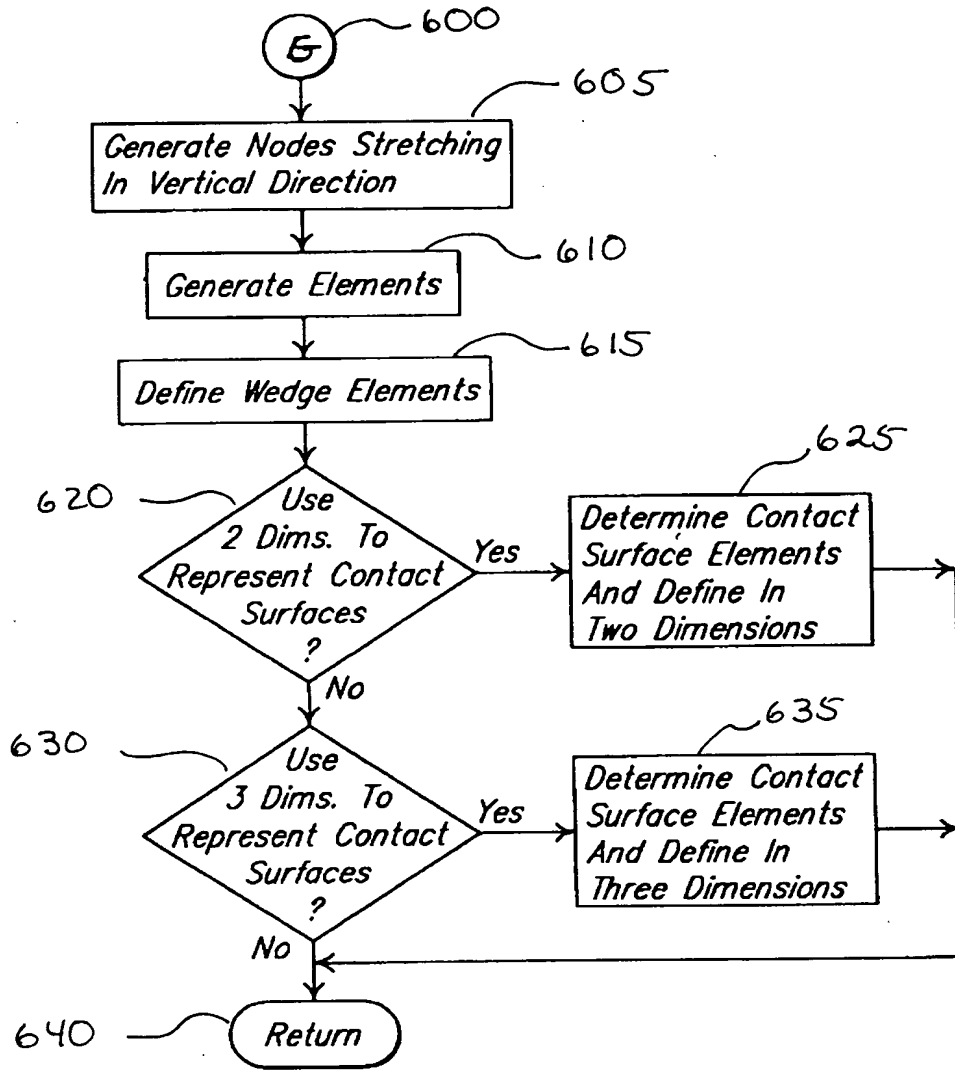 600
605
Generate Nodes Stretching
In Vertical Direction
610
Generate Elements
615
Define Wedge Elements
620
Use
2 Dims. To
Represent Contact
Surfaces
?
Yes
No
625
Determine Contact
Surface Elements
And Define In
Two Dimensions
630
Use
3 Dims. To
Represent Contact
Surfaces
?
Yes
No
635
Determine Contact
Surface Elements
And Define In
Three Dimensions
640
Return